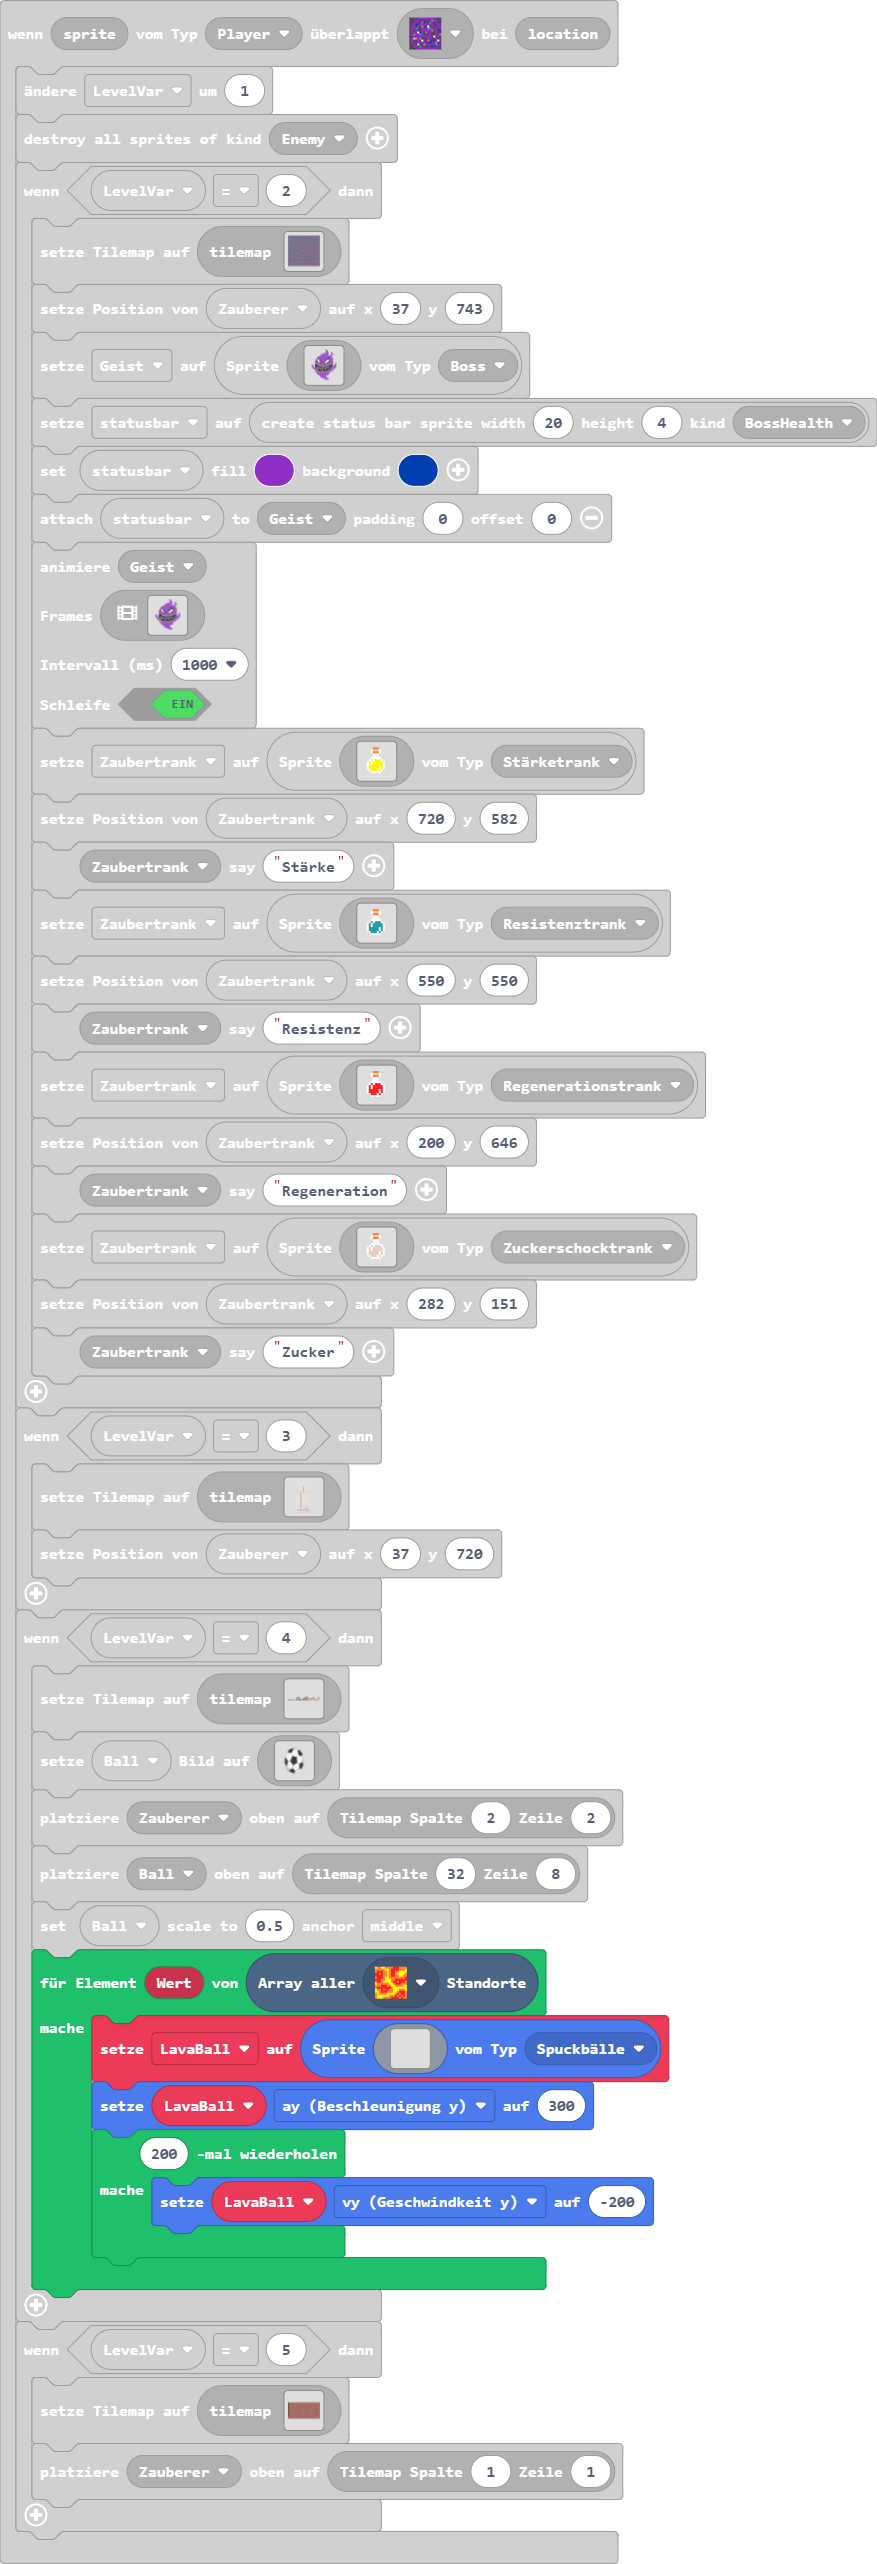 wenn sprite vom Typ Player überlappt bei location
ändere LevelVar um 1
destroy all sprites of kind Enemy
wenn LevelVar = 2 dann
setze Tilemap auf tilemap
setze Position von Zauberer auf x 37 y 743
setze Geist auf Sprite vom Typ Boss
setze statusbar auf create status bar sprite width 20 height 4 kind BossHealth
set statusbar fill background
attach statusbar to Geist padding 0 offset 0
animiere Geist
Frames
Intervall (ms) 1000
Schleife EIN
setze Zaubertrank auf Sprite vom Typ Stärketrank
setze Position von Zaubertrank auf x 720 y 582
Zaubertrank say "Stärke"
setze Zaubertrank auf Sprite vom Typ Resistenztrank
setze Position von Zaubertrank auf x 550 y 550
Zaubertrank say "Resistenz"
setze Zaubertrank auf Sprite vom Typ Regenerationstrank
setze Position von Zaubertrank auf x 200 y 646
Zaubertrank say "Regeneration"
setze Zaubertrank auf Sprite vom Typ Zuckerschocktrank
setze Position von Zaubertrank auf x 282 y 151
Zaubertrank say "Zucker"
wenn LevelVar = 3 dann
setze Tilemap auf tilemap
setze Position von Zauberer auf x 37 y 720
wenn LevelVar = 4 dann
setze Tilemap auf tilemap
setze Ball Bild auf
platziere Zauberer oben auf Tilemap Spalte 2 Zeile 2
platziere Ball oben auf Tilemap Spalte 32 Zeile 8
set Ball scale to 0.5 anchor middle
für Element Wert von Array aller Standorte
mache
setze LavaBall auf Sprite vom Typ Spuckbälle
setze LavaBall ay (Beschleunigung y) auf 300
200 -mal wiederholen
mache
setze LavaBall vy (Geschwindkeit y) auf -200
wenn LevelVar = 5 dann
setze Tilemap auf tilemap
platziere Zauberer oben auf Tilemap Spalte 1 Zeile 1